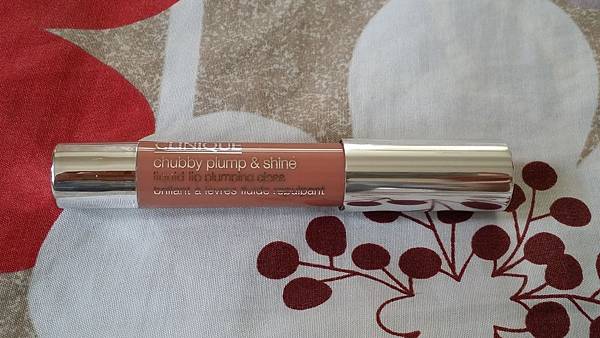 CLINIQUE
chubby plump & shine
liquid lip plumping gloss
brillant à lèvres fluide repulpant